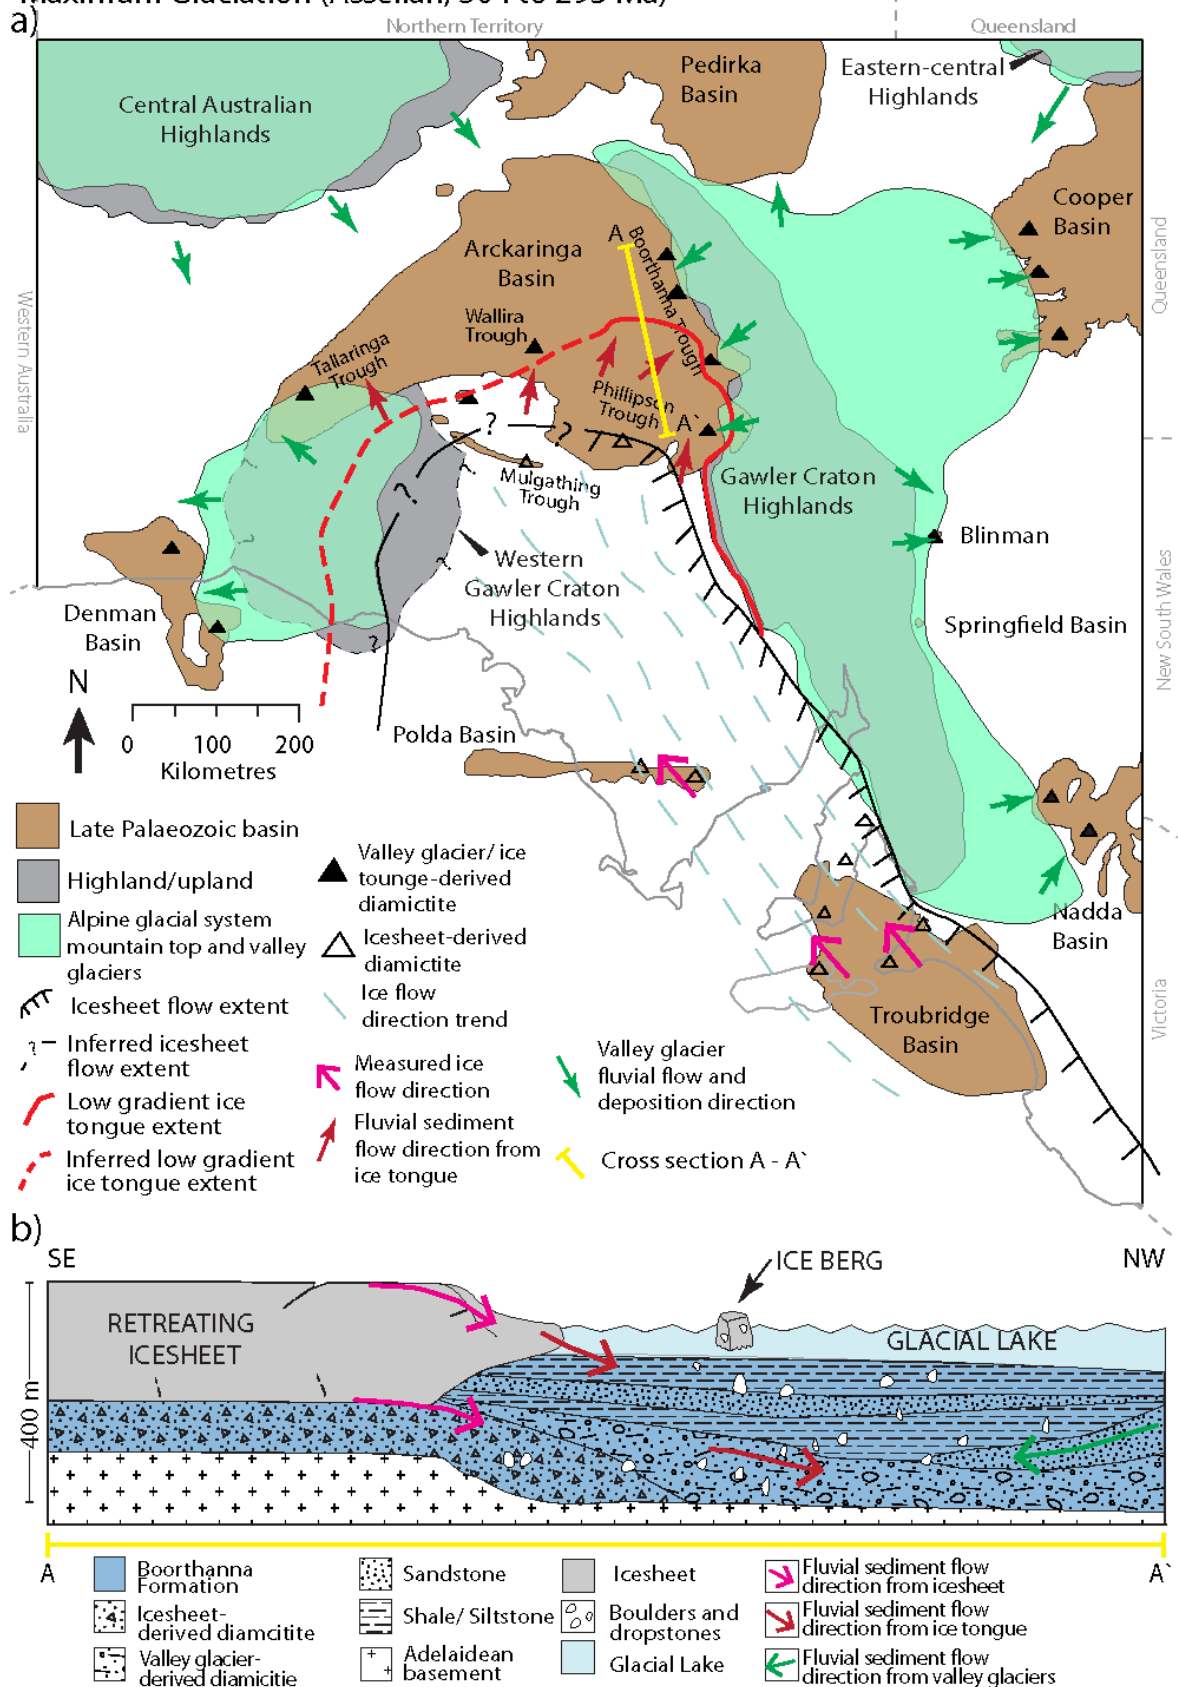 Maximum Glaciation (Asselian, 304 to 295 Ma)
a)
Northern Territory
Queensland
Central Australian
Highlands
Pedirka
Basin
Eastern-central
Highlands
Cooper
Basin
Queensland
Western Australia
Arckaringa
Basin
A
Boorthanna Trough
Wallira
Trough
Tallaringa
Trough
Phillipson
Trough
A`
?
?
?
?
?
?
Mulgathing
Trough
Gawler Craton
Highlands
Blinman
Western
Gawler Craton
Highlands
Denman
Basin
Springfield Basin
New South Wales
N
0
100
200
Kilometres
Polda Basin
Nadda
Basin
Troubridge
Basin
Victoria
Late Palaeozoic basin
Highland/upland
Alpine glacial system
mountain top and valley
glaciers
Icesheet flow extent
?
Inferred icesheet
flow extent
Low gradient ice
tongue extent
Inferred low gradient
ice tongue extent
Valley glacier/ ice
tounge-derived
diamictite
Icesheet-derived
diamictite
Ice flow
direction trend
Measured ice
flow direction
Fluvial sediment
flow direction from
ice tongue
Valley glacier
fluvial flow and
deposition direction
Cross section A - A`
b)
SE
NW
ICE BERG
RETREATING
ICESHEET
GLACIAL LAKE
400 m
A
A`
Boorthanna
Formation
Icesheet-
derived diamcitite
Valley glacier-
derived diamicitie
Sandstone
Shale/ Siltstone
Adelaidean
basement
Icesheet
Boulders and
dropstones
Glacial Lake
Fluvial sediment flow
direction from icesheet
Fluvial sediment flow
direction from ice tongue
Fluvial sediment flow
direction from valley glaciers